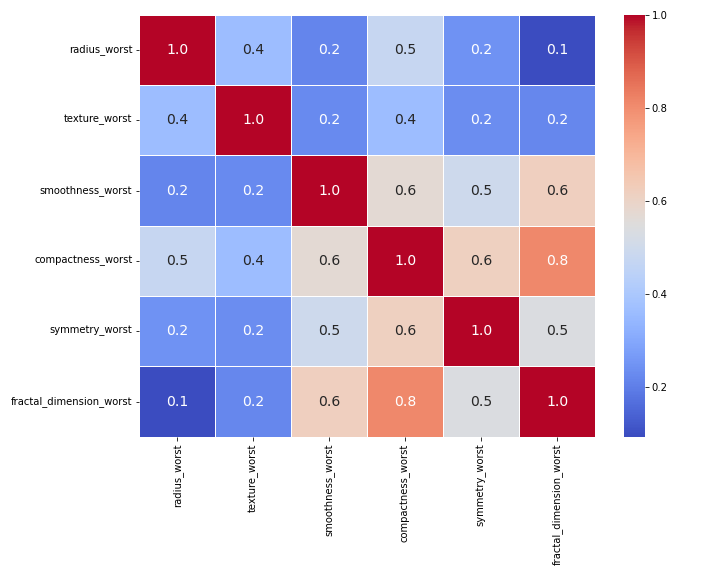 radius_worst 1.0 0.4 0.2 0.5 0.2 0.1
texture_worst 0.4 1.0 0.2 0.4 0.2 0.2
smoothness_worst 0.2 0.2 1.0 0.6 0.5 0.6
compactness_worst 0.5 0.4 0.6 1.0 0.6 0.8
symmetry_worst 0.2 0.2 0.5 0.6 1.0 0.5
fractal_dimension_worst 0.1 0.2 0.6 0.8 0.5 1.0
radius_worst
texture_worst
smoothness_worst
compactness_worst
symmetry_worst
fractal_dimension_worst
1.0
0.8
0.6
0.4
0.2